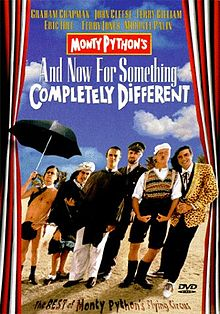 GRAHAM CHAPMAN JOHN CLEESE TERRY GILLIAM
ERIC IDLE TERRY JONES MICHAEL PALIN
MONTY PYTHON'S
AND NOW FOR SOMETHING
COMPLETELY DIFFERENT
DVD
The BEST of Monty Python's Flying Circus